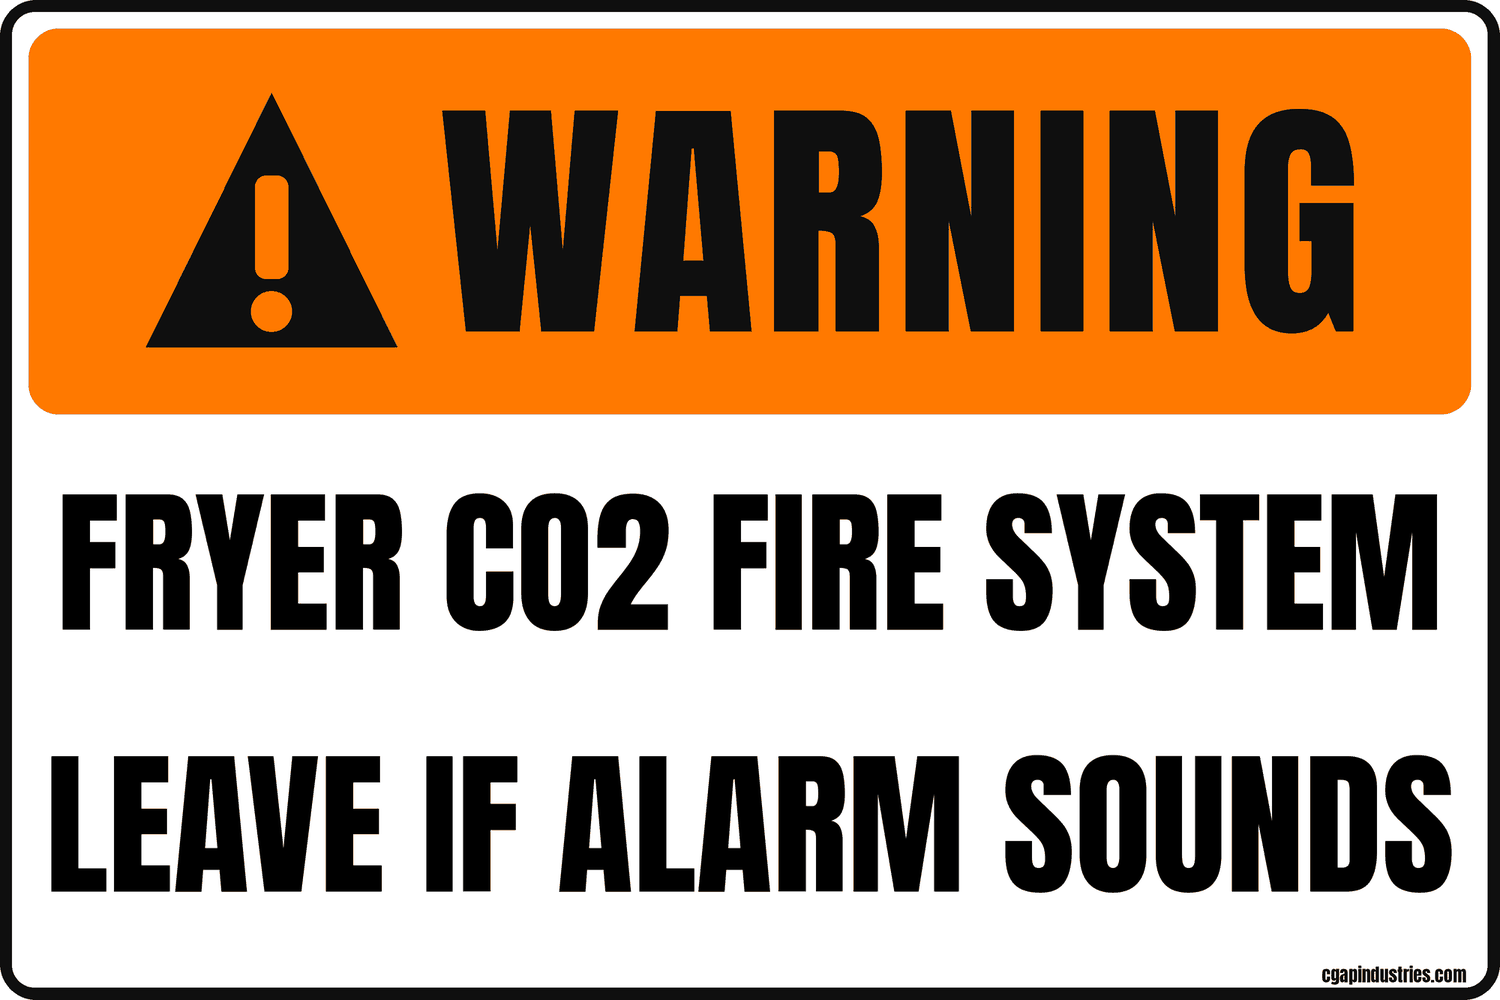 WARNING
FRYER CO2 FIRE SYSTEM
LEAVE IF ALARM SOUNDS
cgapindustries.com